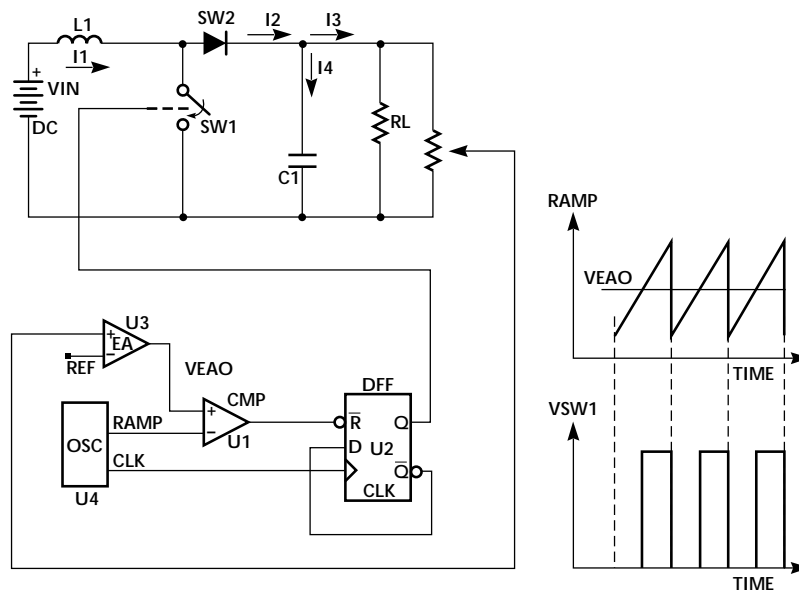 SW2
L1
I2
I3
I1
I4
+
VIN
DC
SW1
RL
C1
RAMP
VEAO
TIME
U3
+
EA
−
REF
VEAO
CMP
DFF
OSC
RAMP
+
−
U1
R
Q
D
U2
CLK
Q
CLK
U4
VSW1
TIME